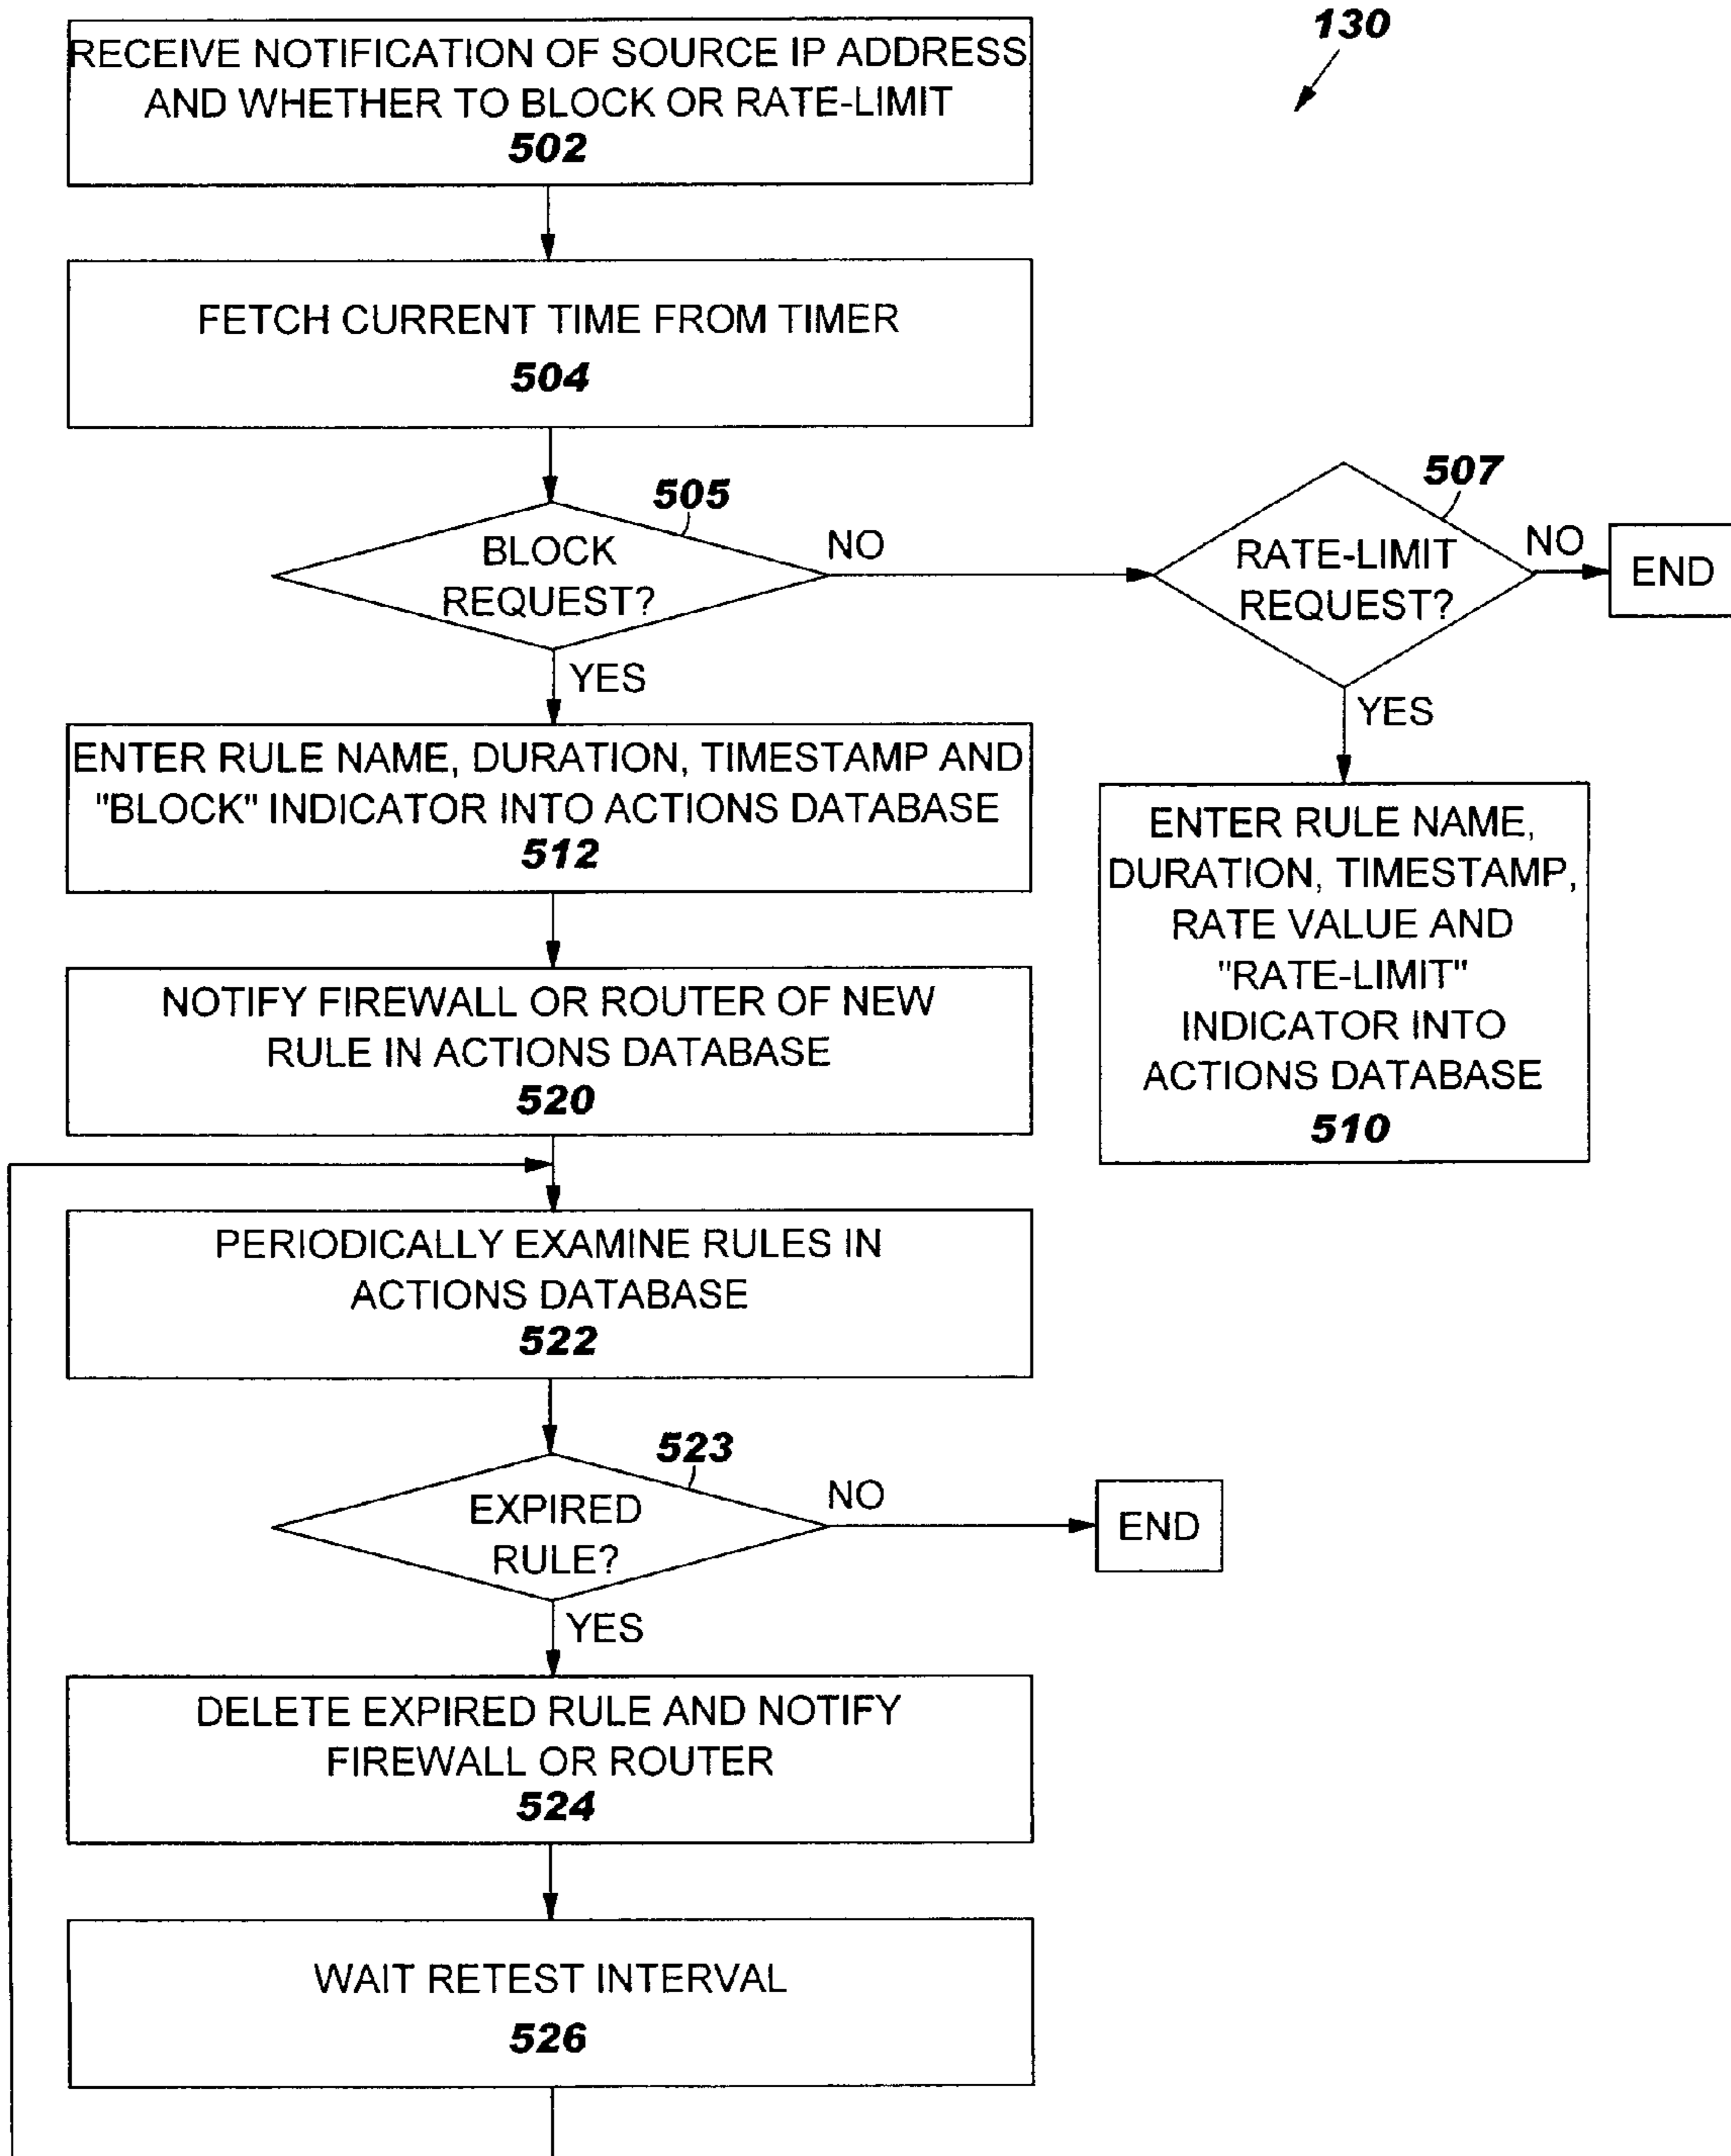 130
RECEIVE NOTIFICATION OF SOURCE IP ADDRESS
AND WHETHER TO BLOCK OR RATE-LIMIT
502
FETCH CURRENT TIME FROM TIMER
504
505
BLOCK
REQUEST?
NO
YES
507
RATE-LIMIT
REQUEST?
NO
END
YES
ENTER RULE NAME, DURATION, TIMESTAMP AND
"BLOCK" INDICATOR INTO ACTIONS DATABASE
512
ENTER RULE NAME,
DURATION, TIMESTAMP,
RATE VALUE AND
"RATE-LIMIT"
INDICATOR INTO
ACTIONS DATABASE
510
NOTIFY FIREWALL OR ROUTER OF NEW
RULE IN ACTIONS DATABASE
520
PERIODICALLY EXAMINE RULES IN
ACTIONS DATABASE
522
523
EXPIRED
RULE?
NO
END
YES
DELETE EXPIRED RULE AND NOTIFY
FIREWALL OR ROUTER
524
WAIT RETEST INTERVAL
526